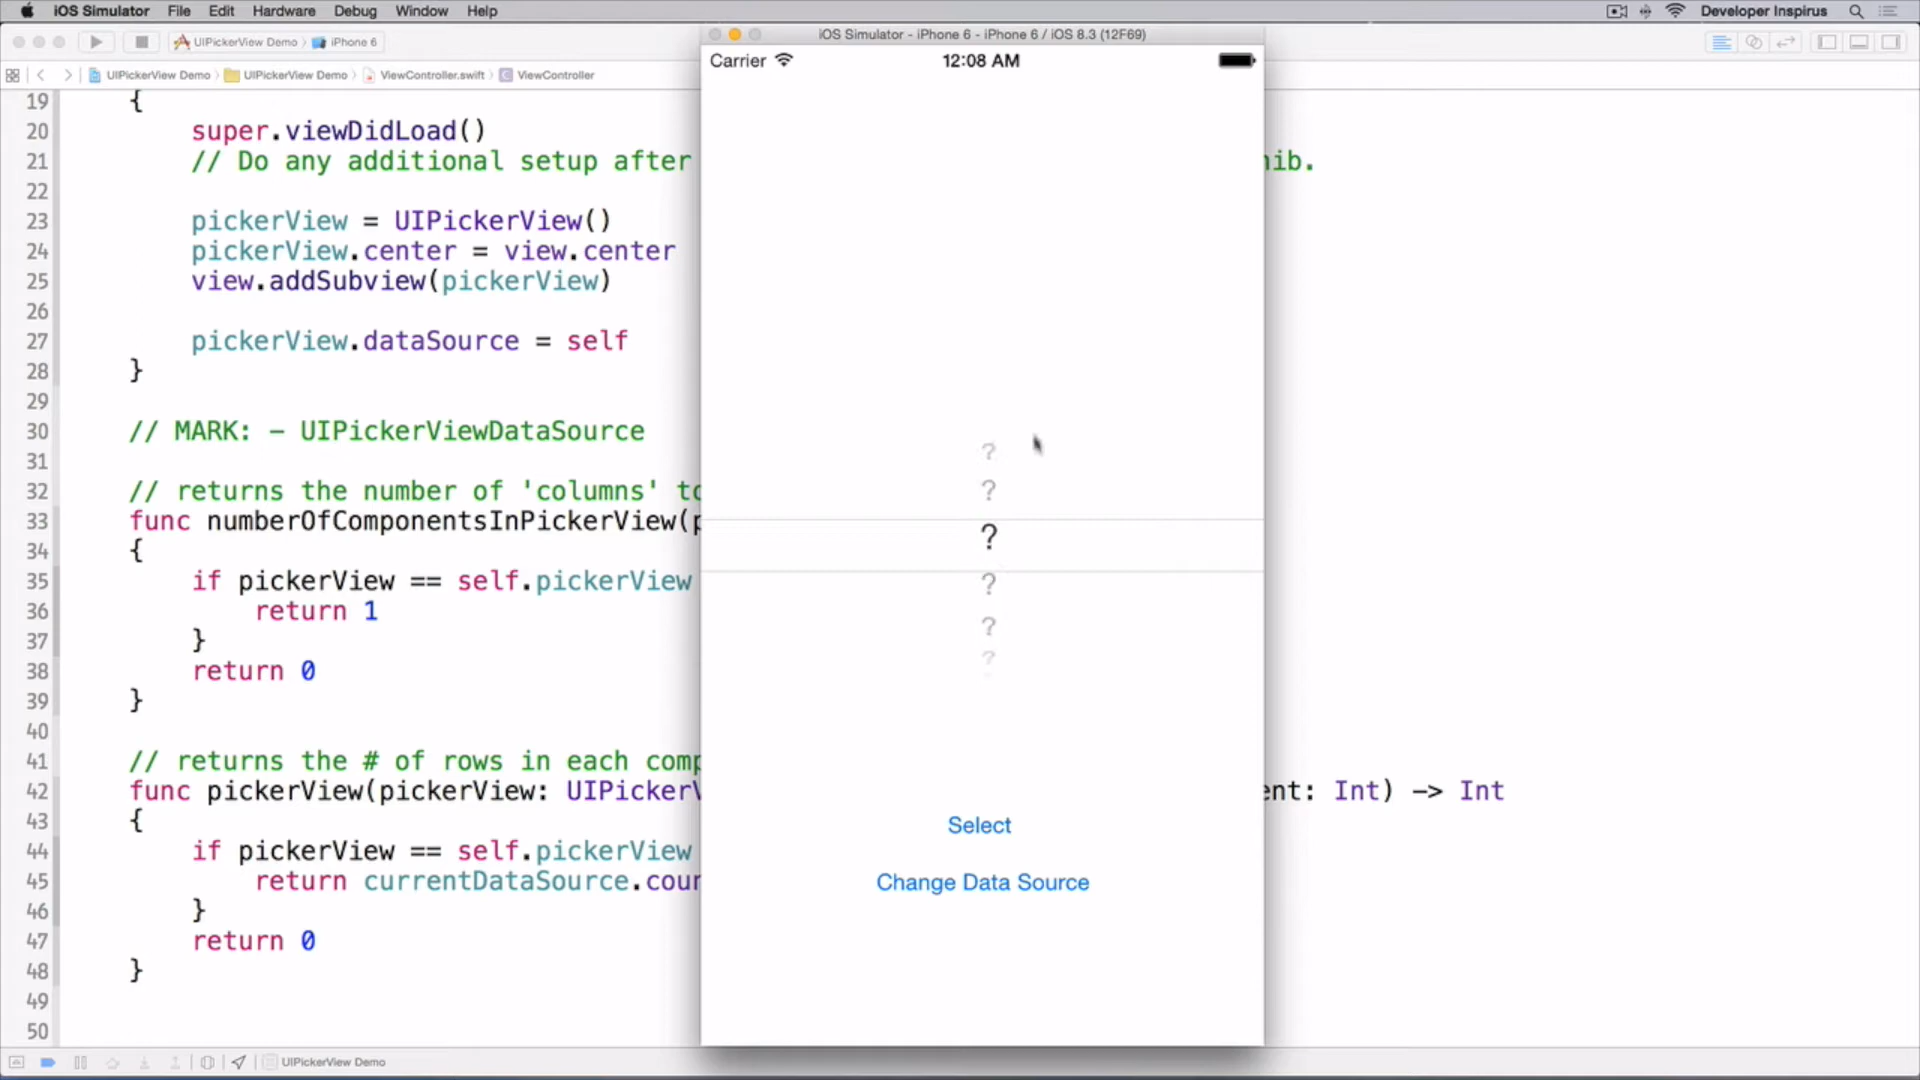 iOS Simulator File Edit Hardware Debug Window Help Developer Inspirus
UIPickerView Demo iPhone 6
iOS Simulator - iPhone 6 - iPhone 6 / iOS 8.3 (12F69)
UIPickerView Demo UIPickerView Demo ViewController.swift C ViewController
Carrier 12:08 AM
19 {
20 super.viewDidLoad()
21 // Do any additional setup after nib.
22
23 pickerView = UIPickerView()
24 pickerView.center = view.center
25 view.addSubview(pickerView)
26
27 pickerView.dataSource = self
28 }
29
30 // MARK: - UIPickerViewDataSource
31
32 // returns the number of 'columns' to
33 func numberOfComponentsInPickerView(p
34 {
35 if pickerView == self.pickerView
36 return 1
37 }
38 return 0
39 }
40
41 // returns the # of rows in each comp
42 func pickerView(pickerView: UIPickerV ent: Int) -> Int
43 {
44 if pickerView == self.pickerView
45 return currentDataSource.coun
46 }
47 return 0
48 }
49
50
?
?
?
?
?
?
Select
Change Data Source
UIPickerView Demo